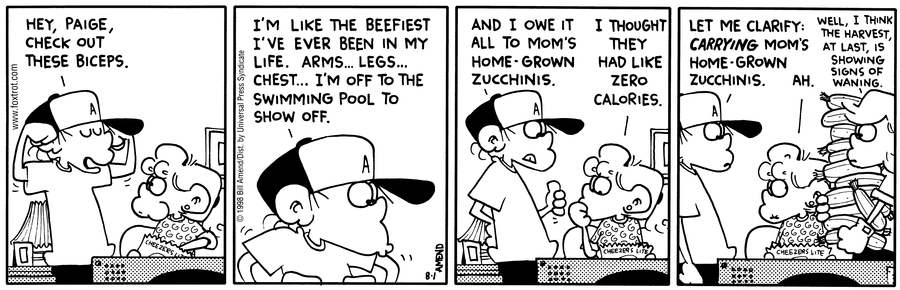 HEY, PAIGE,
CHECK OUT
THESE BICEPS.
www.foxtrot.com
CHEEZERS LITE
I'M LIKE THE BEEFIEST
I'VE EVER BEEN IN MY
LIFE. ARMS... LEGS...
CHEST... I'M OFF TO THE
SWIMMING POOL TO
SHOW OFF.
© 1998 Bill Amend/Dist. by Universal Press Syndicate
8-1
AMEND
AND I OWE IT
ALL TO MOM'S
HOME-GROWN
ZUCCHINIS.
I THOUGHT
THEY
HAD LIKE
ZERO
CALORIES.
CHEEZERS LITE
LET ME CLARIFY:
CARRYING MOM'S
HOME-GROWN
ZUCCHINIS.
AH.
WELL, I THINK
THE HARVEST,
AT LAST, IS
SHOWING
SIGNS OF
WANING.
CHEEZERS LITE